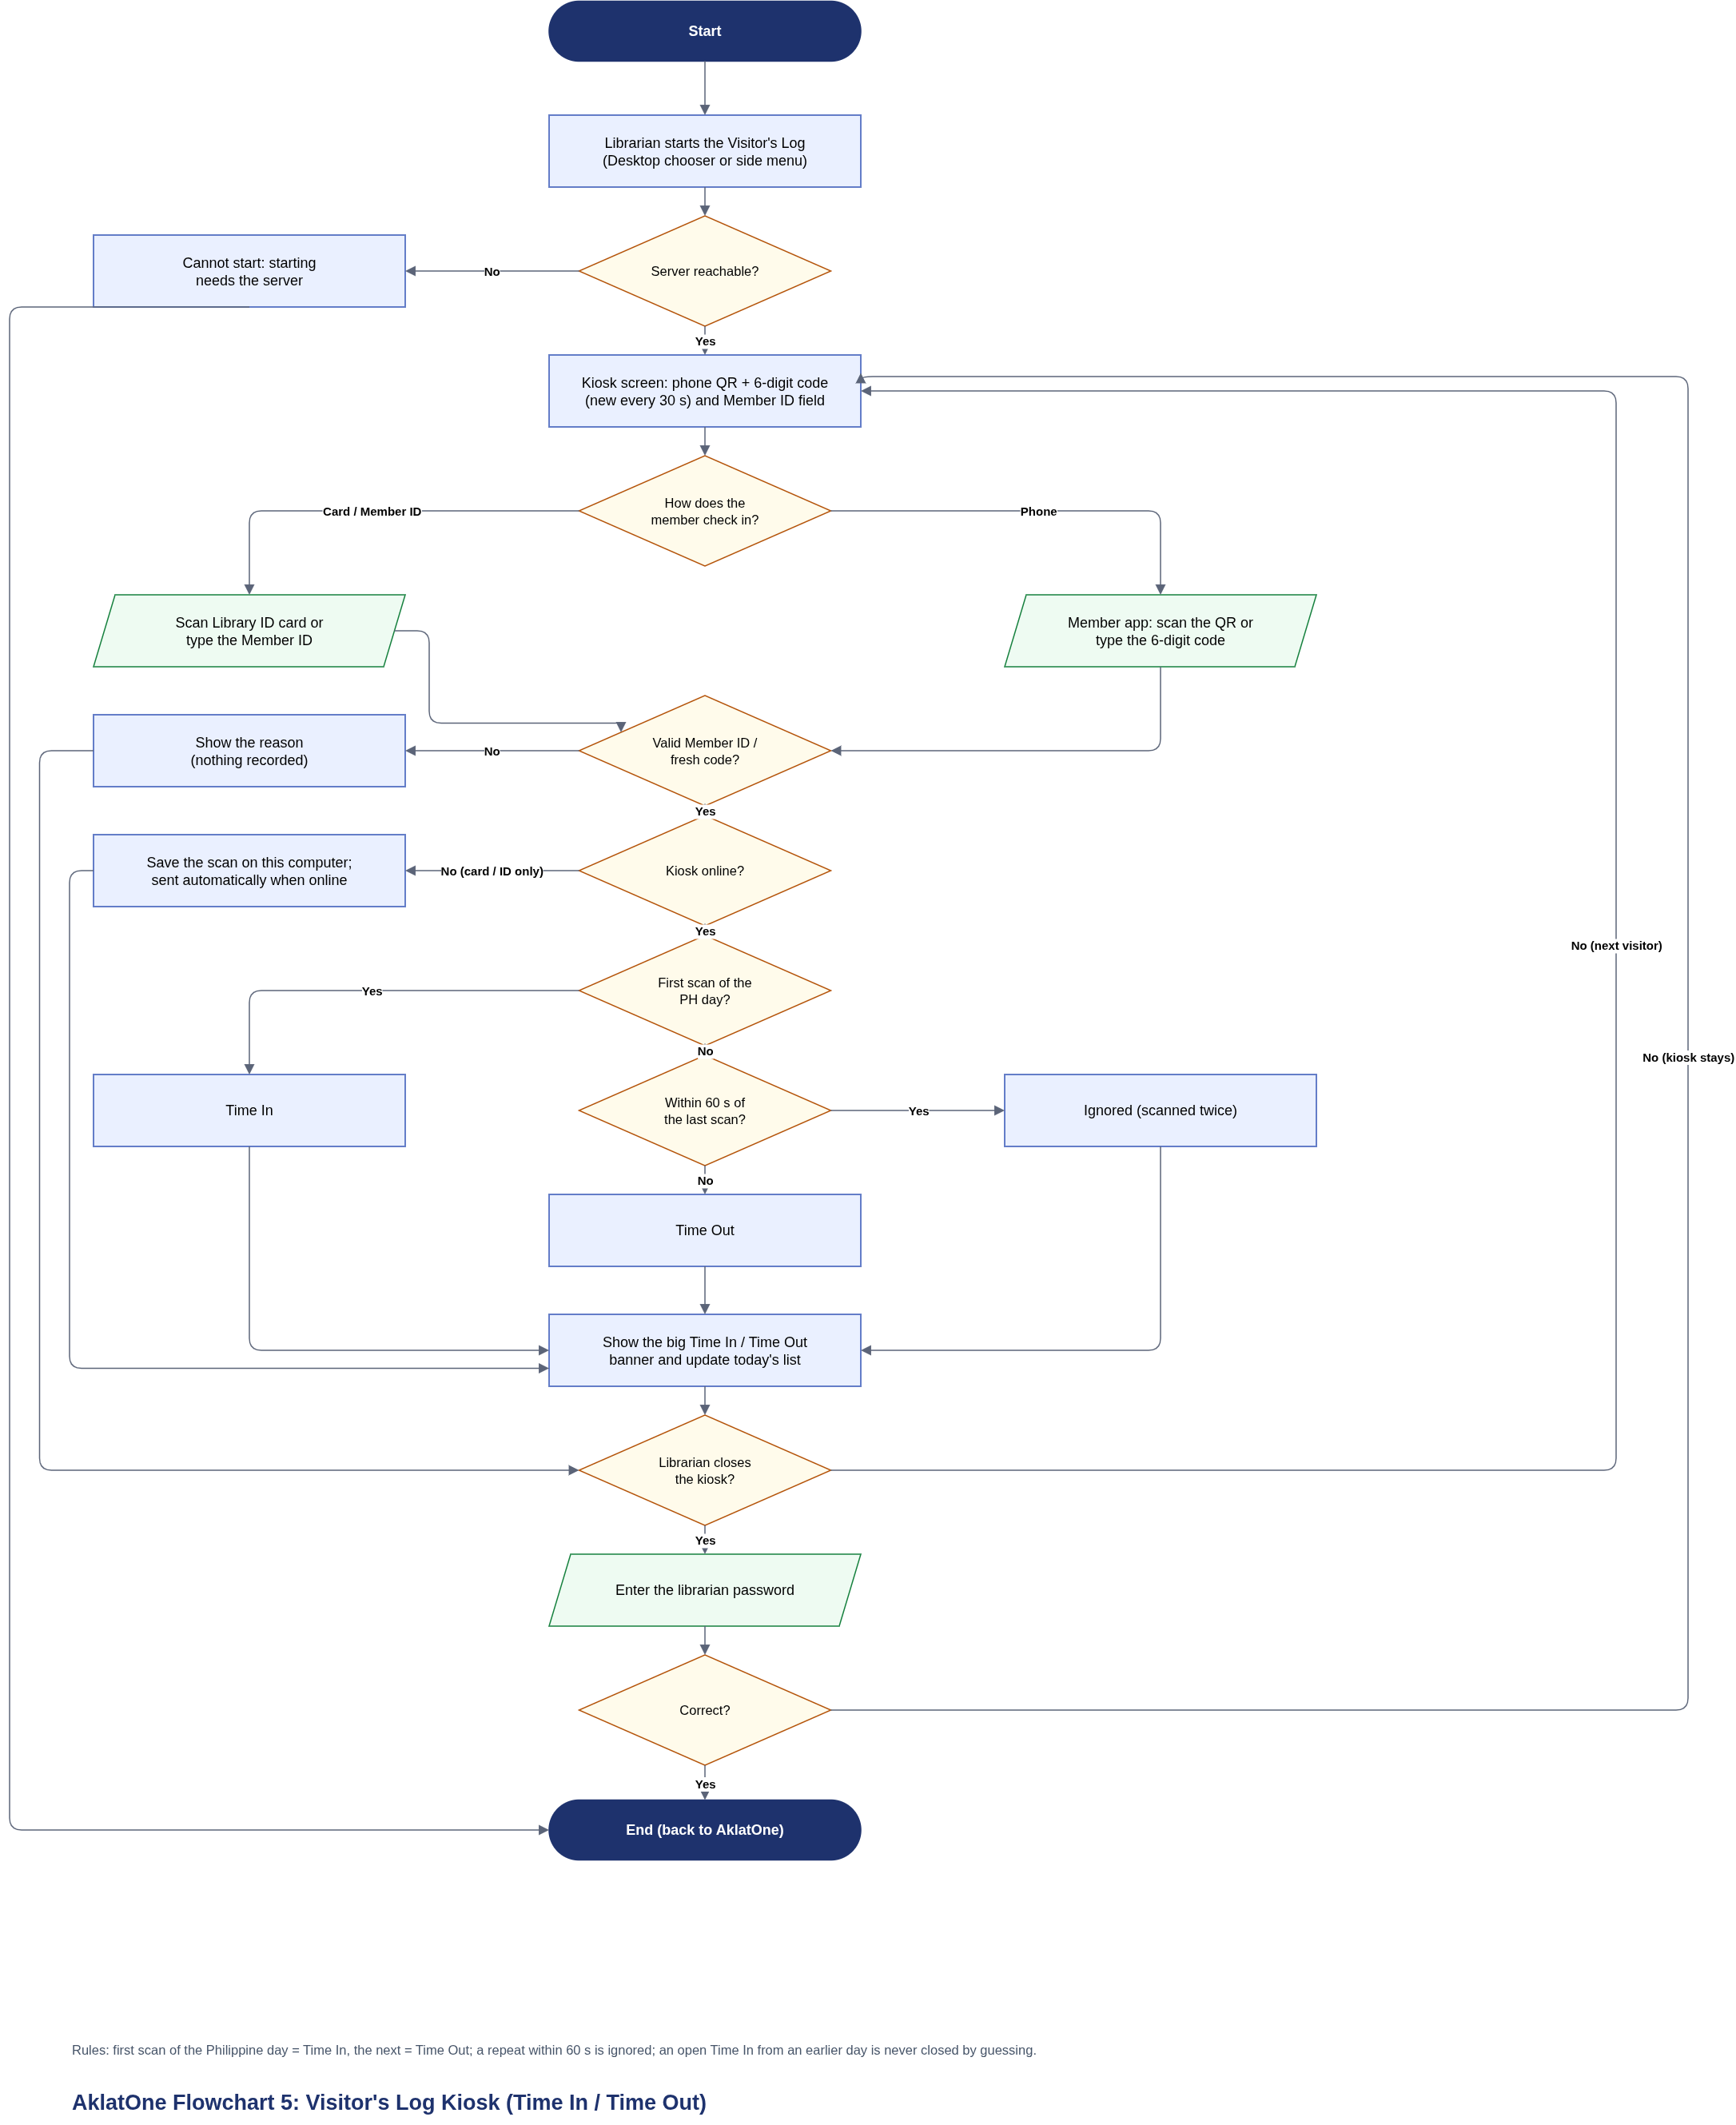 Start
Librarian starts the Visitor's Log
(Desktop chooser or side menu)
Cannot start: starting
needs the server
No
Server reachable?
Yes
Kiosk screen: phone QR + 6-digit code
(new every 30 s) and Member ID field
How does the
member check in?
Card / Member ID
Phone
Scan Library ID card or
type the Member ID
Member app: scan the QR or
type the 6-digit code
Show the reason
(nothing recorded)
No
Valid Member ID /
fresh code?
Yes
Save the scan on this computer;
sent automatically when online
No (card / ID only)
Kiosk online?
Yes
No (next visitor)
First scan of the
PH day?
Yes
No
No (kiosk stays)
Time In
Within 60 s of
the last scan?
Yes
Ignored (scanned twice)
No
Time Out
Show the big Time In / Time Out
banner and update today's list
Librarian closes
the kiosk?
Yes
Enter the librarian password
Correct?
Yes
End (back to AklatOne)
Rules: first scan of the Philippine day = Time In, the next = Time Out; a repeat within 60 s is ignored; an open Time In from an earlier day is never closed by guessing.
AklatOne Flowchart 5: Visitor's Log Kiosk (Time In / Time Out)